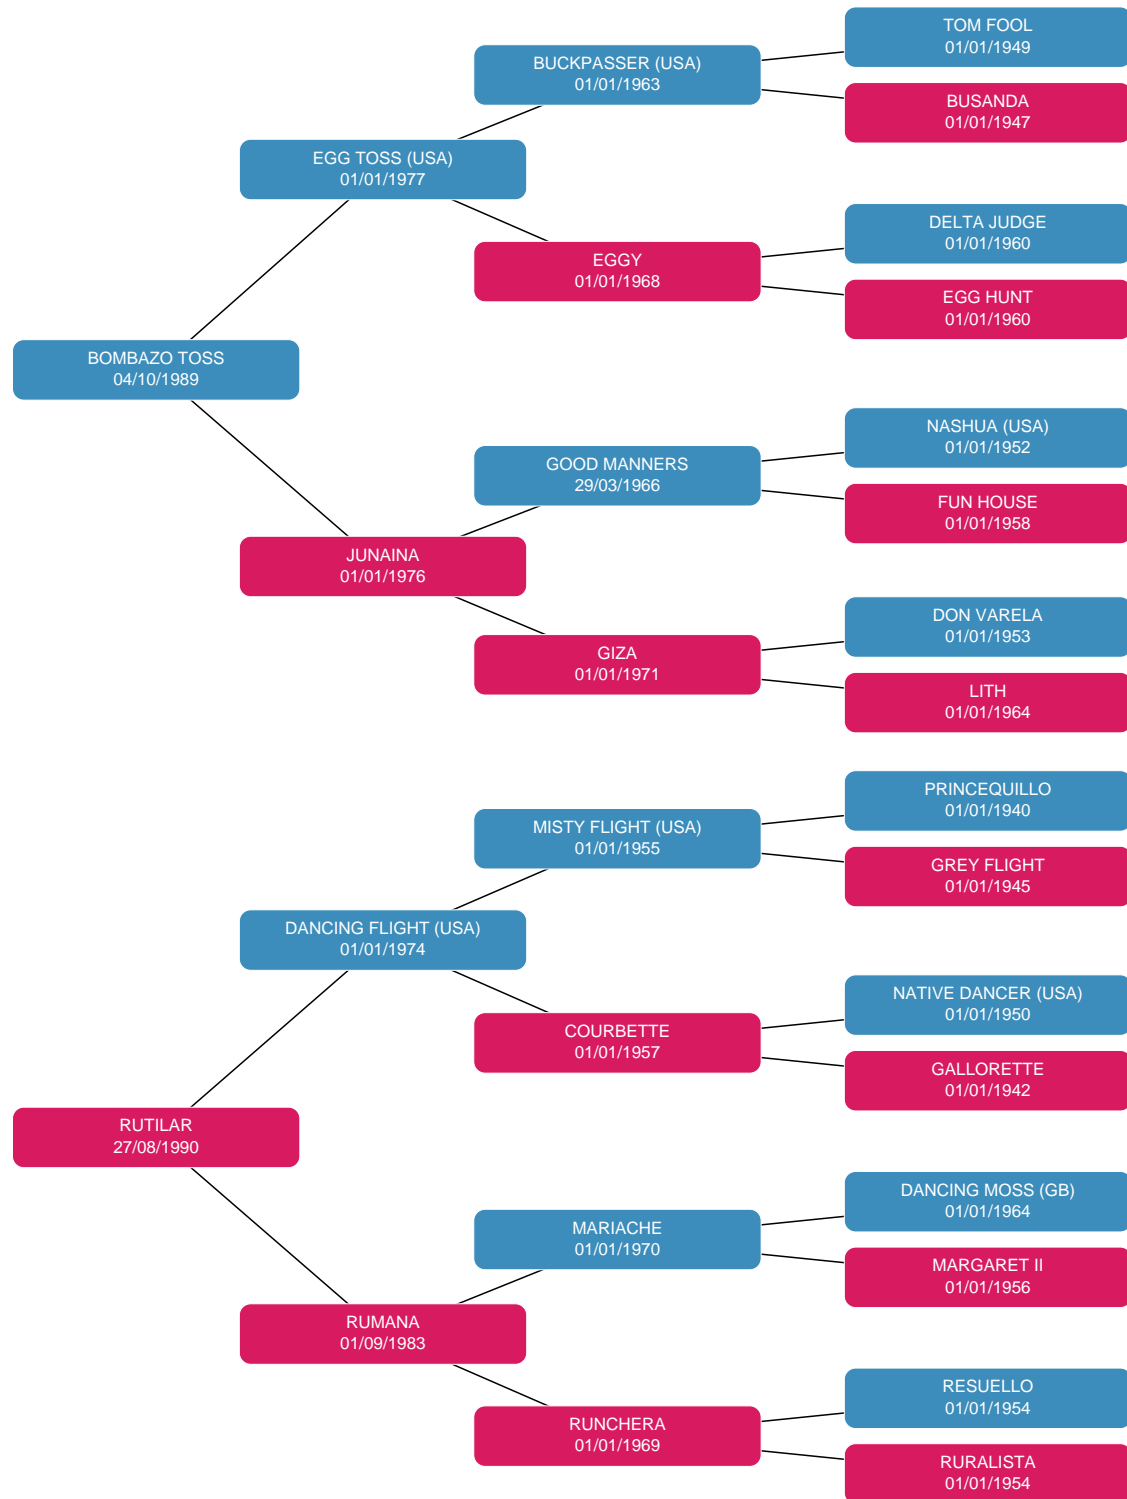 TOM FOOL
01/01/1949
BUCKPASSER (USA)
01/01/1963
BUSANDA
01/01/1947
EGG TOSS (USA)
01/01/1977
DELTA JUDGE
01/01/1960
EGGY
01/01/1968
EGG HUNT
01/01/1960
BOMBAZO TOSS
04/10/1989
NASHUA (USA)
01/01/1952
GOOD MANNERS
29/03/1966
FUN HOUSE
01/01/1958
JUNAINA
01/01/1976
DON VARELA
01/01/1953
GIZA
01/01/1971
LITH
01/01/1964
PRINCEQUILLO
01/01/1940
MISTY FLIGHT (USA)
01/01/1955
GREY FLIGHT
01/01/1945
DANCING FLIGHT (USA)
01/01/1974
NATIVE DANCER (USA)
01/01/1950
COURBETTE
01/01/1957
GALLORETTE
01/01/1942
RUTILAR
27/08/1990
DANCING MOSS (GB)
01/01/1964
MARIACHE
01/01/1970
MARGARET II
01/01/1956
RUMANA
01/09/1983
RESUELLO
01/01/1954
RUNCHERA
01/01/1969
RURALISTA
01/01/1954